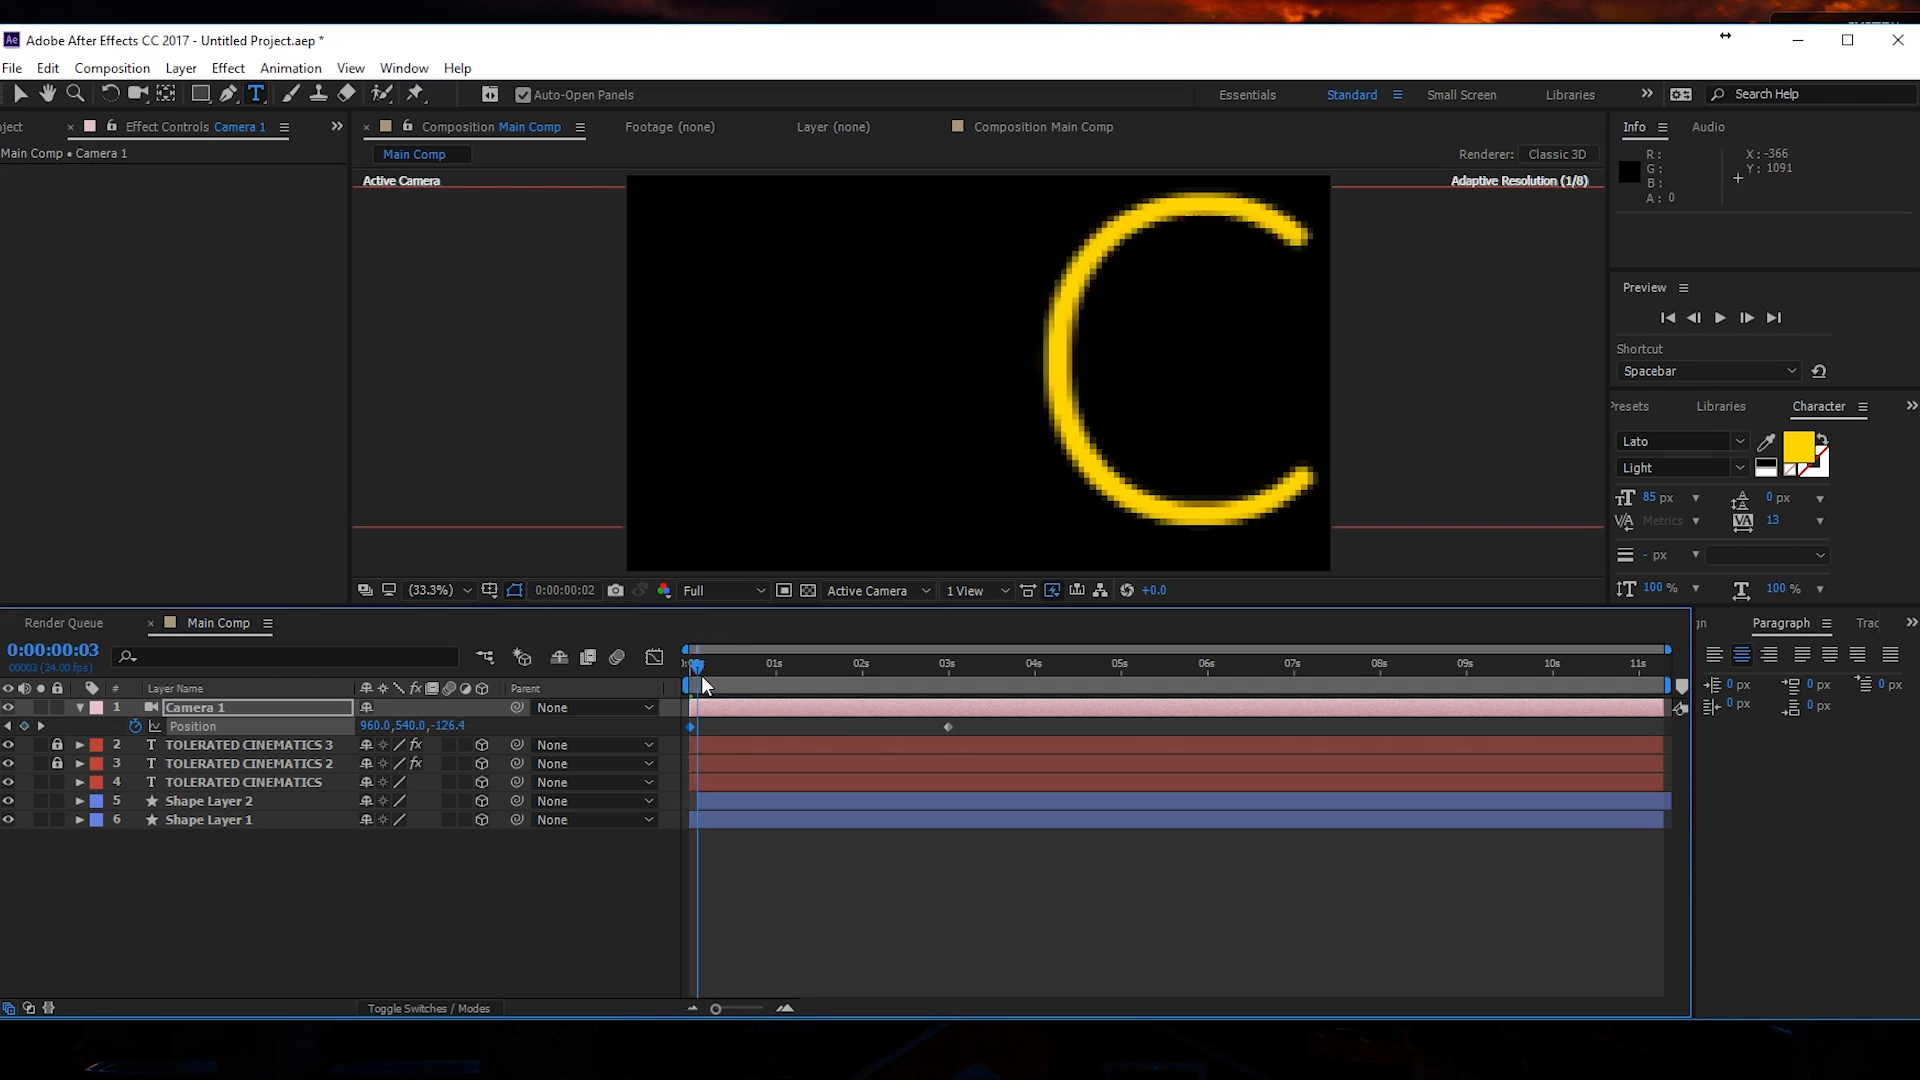 Ae Adobe After Effects CC 2017 - Untitled Project.aep *
File Edit Composition Layer Effect Animation View Window Help
Auto-Open Panels Essentials Standard Small Screen Libraries Search Help
ject Effect Controls Camera 1 Composition Main Comp Footage (none) Layer (none) Composition Main Comp Info Audio
Main Comp • Camera 1 Main Comp Renderer: Classic 3D
R: X: -366
G: Y: 1091
B:
A: 0
Active Camera Adaptive Resolution (1/8)
C
Preview
Shortcut
Spacebar
Presets Libraries Character
Lato
Light
85 px 0 px
Metrics 13
- px
100 % 100 %
(33.3%) 0:00:00:02 Full Active Camera 1 View +0.0
Render Queue Main Comp Paragraph Trac
0:00:00:03
00003 (24.00 fps)
01s 02s 03s 04s 05s 06s 07s 08s 09s 10s 11s
# Layer Name fx Parent
0 px 0 px 0 px
0 px 0 px
1 Camera 1 None
Position 960.0,540.0,-126.4
2 T TOLERATED CINEMATICS 3 fx None
3 T TOLERATED CINEMATICS 2 fx None
4 T TOLERATED CINEMATICS None
5 Shape Layer 2 None
6 Shape Layer 1 None
Toggle Switches / Modes